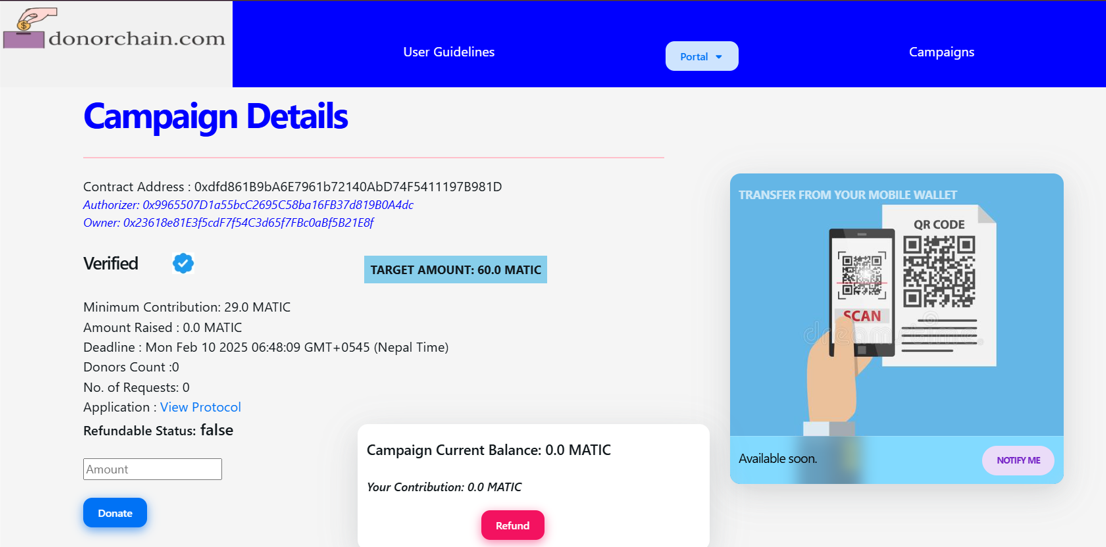 donorchain.com
User Guidelines
Portal
Campaigns
Campaign Details
Contract Address : 0xdfd861B9bA6E7961b72140AbD74F5411197B981D
Authorizer: 0x9965507D1a55bcC2695C58ba16FB37d819B0A4dc
Owner: 0x23618e81E3f5cdF7f54C3d65f7FBc0aBf5B21E8f
Verified
TARGET AMOUNT: 60.0 MATIC
Minimum Contribution: 29.0 MATIC
Amount Raised : 0.0 MATIC
Deadline : Mon Feb 10 2025 06:48:09 GMT+0545 (Nepal Time)
Donors Count :0
No. of Requests: 0
Application : View Protocol
Refundable Status: false
Amount
Donate
Campaign Current Balance: 0.0 MATIC
Your Contribution: 0.0 MATIC
Refund
TRANSFER FROM YOUR MOBILE WALLET
QR CODE
SCAN
Available soon.
NOTIFY ME